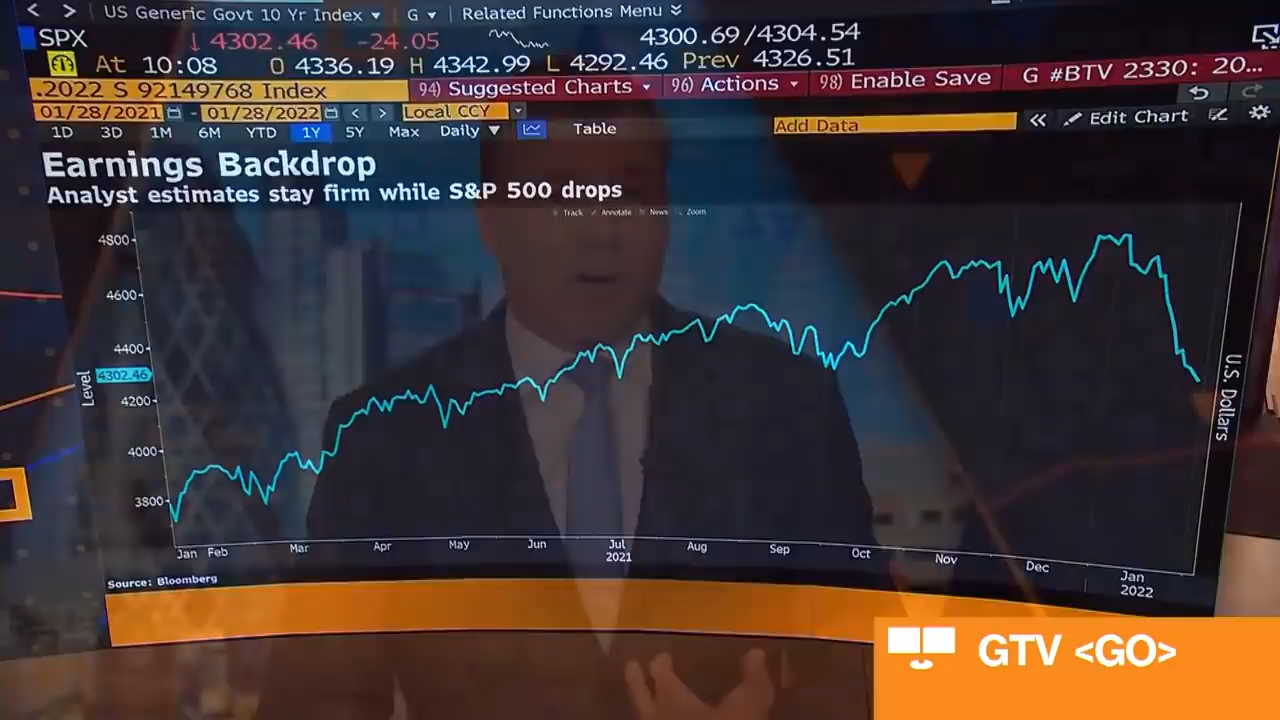 < > US Generic Govt 10 Yr Index ▾ | G ▾ | Related Functions Menu
SPX ↓ 4302.46 -24.05 4300.69/4304.54
At 10:08 O 4336.19 H 4342.99 L 4292.46 Prev 4326.51
.2022 S 92149768 Index 94) Suggested Charts 96) Actions 98) Enable Save G #BTV 2330: 20...
01/28/2021 - 01/28/2022 < > Local CCY
1D 3D 1M 6M YTD 1Y 5Y Max Daily ▼ Table Add Data « Edit Chart
Earnings Backdrop
Analyst estimates stay firm while S&P 500 drops
Track Annotate News Zoom
4800
4600
4400
4302.46
4200
4000
3800
Level
U.S. Dollars
Jan Feb Mar Apr May Jun Jul Aug Sep Oct Nov Dec Jan
2021 2022
Source: Bloomberg
GTV <GO>